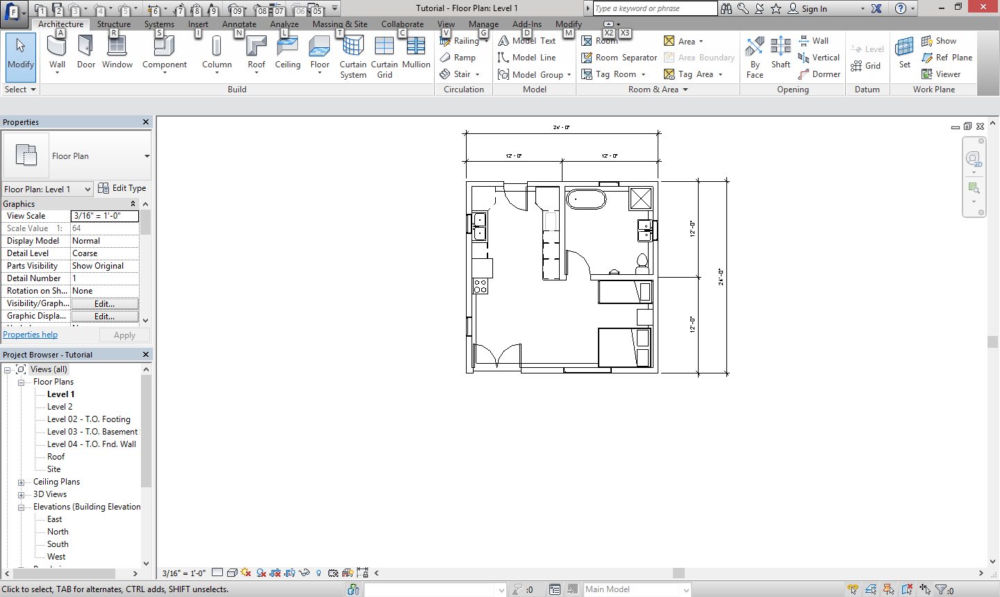 F
1
2
3
4
5
6
7
8
9
09
08
07
06
05
Tutorial - Floor Plan: Level 1
Type a keyword or phrase
Sign In
Architecture
Structure
Systems
Insert
Annotate
Analyze
Massing & Site
Collaborate
View
Manage
Add-Ins
Modify
A
R
S
I
N
L
T
C
V
G
D
M
X2
X3
Modify
Wall
Door
Window
Component
Column
Roof
Ceiling
Floor
Curtain System
Curtain Grid
Mullion
Railing
Ramp
Stair
Model Text
Model Line
Model Group
Room
Room Separator
Tag Room
Area
Area Boundary
Tag Area
By Face
Shaft
Wall
Vertical
Dormer
Level
Grid
Set
Show
Ref Plane
Viewer
Select
Build
Circulation
Model
Room & Area
Opening
Datum
Work Plane
Properties
Floor Plan
Floor Plan: Level 1
Edit Type
Graphics
View Scale 3/16" = 1'-0"
Scale Value 1: 64
Display Model Normal
Detail Level Coarse
Parts Visibility Show Original
Detail Number 1
Rotation on Sh... None
Visibility/Graph... Edit...
Graphic Displa... Edit...
Properties help
Apply
Project Browser - Tutorial
Views (all)
Floor Plans
Level 1
Level 2
Level 02 - T.O. Footing
Level 03 - T.O. Basement
Level 04 - T.O. Fnd. Wall
Roof
Site
Ceiling Plans
3D Views
Elevations (Building Elevation
East
North
South
West
24' - 0"
12' - 0"
12' - 0"
12' - 0"
24' - 0"
12' - 0"
2D
3/16" = 1'-0"
Click to select, TAB for alternates, CTRL adds, SHIFT unselects.
:0
Main Model
:0